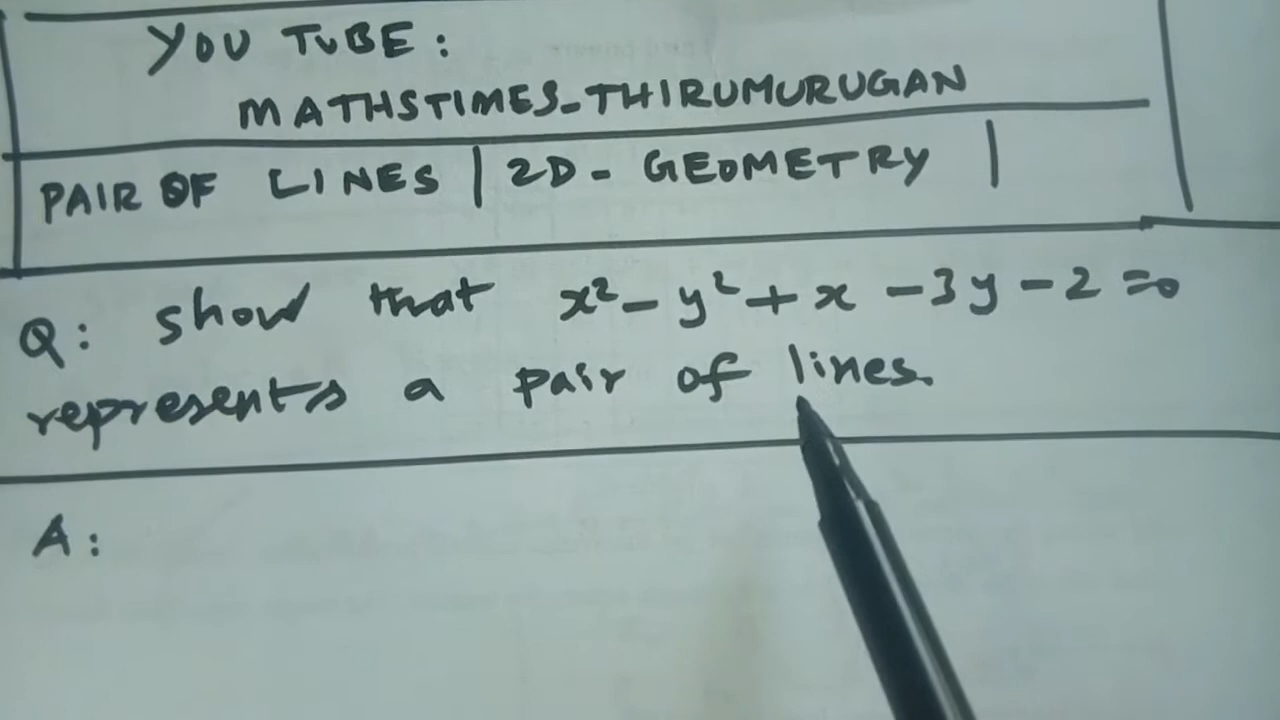 YOU TUBE:
MATHSTIMES_THIRUMURUGAN
PAIR OF LINES | 2D - GEOMETRY |
Q: show that x² - y² + x - 3y - 2 = 0
represents a pair of lines.
A: